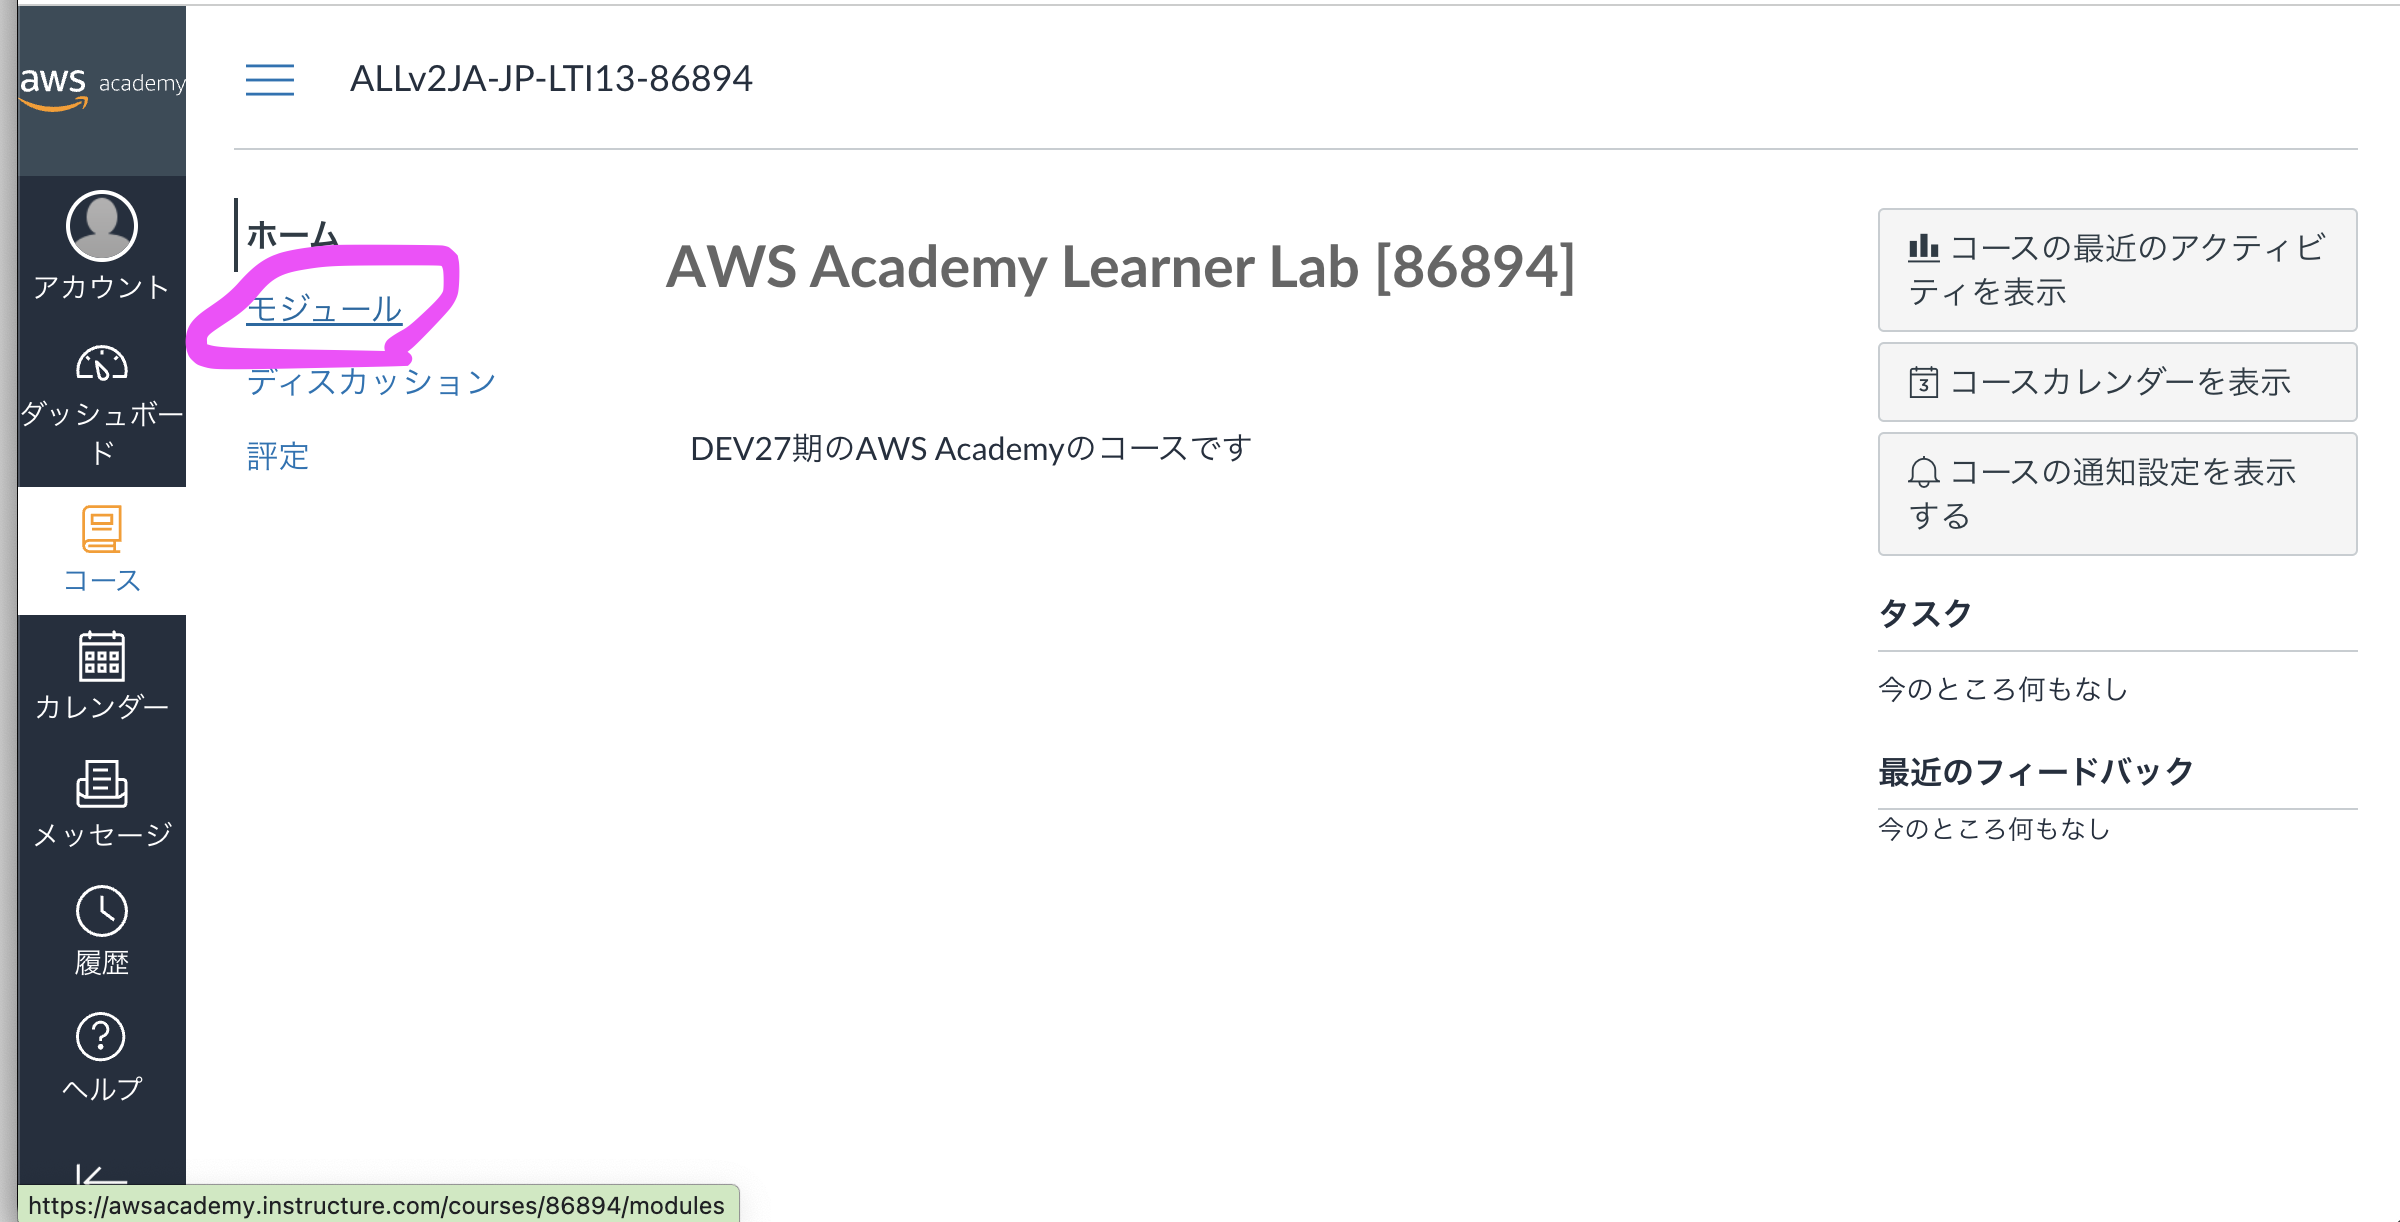 aws academy
ALLv2JA-JP-LTI13-86894
アカウント
ダッシュボー
ド
コース
カレンダー
メッセージ
履歴
ヘルプ
ホーム
モジュール
ディスカッション
評定
AWS Academy Learner Lab [86894]
DEV27期のAWS Academyのコースです
コースの最近のアクティビ
ティを表示
3 コースカレンダーを表示
コースの通知設定を表示
する
タスク
今のところ何もなし
最近のフィードバック
今のところ何もなし
https://awsacademy.instructure.com/courses/86894/modules